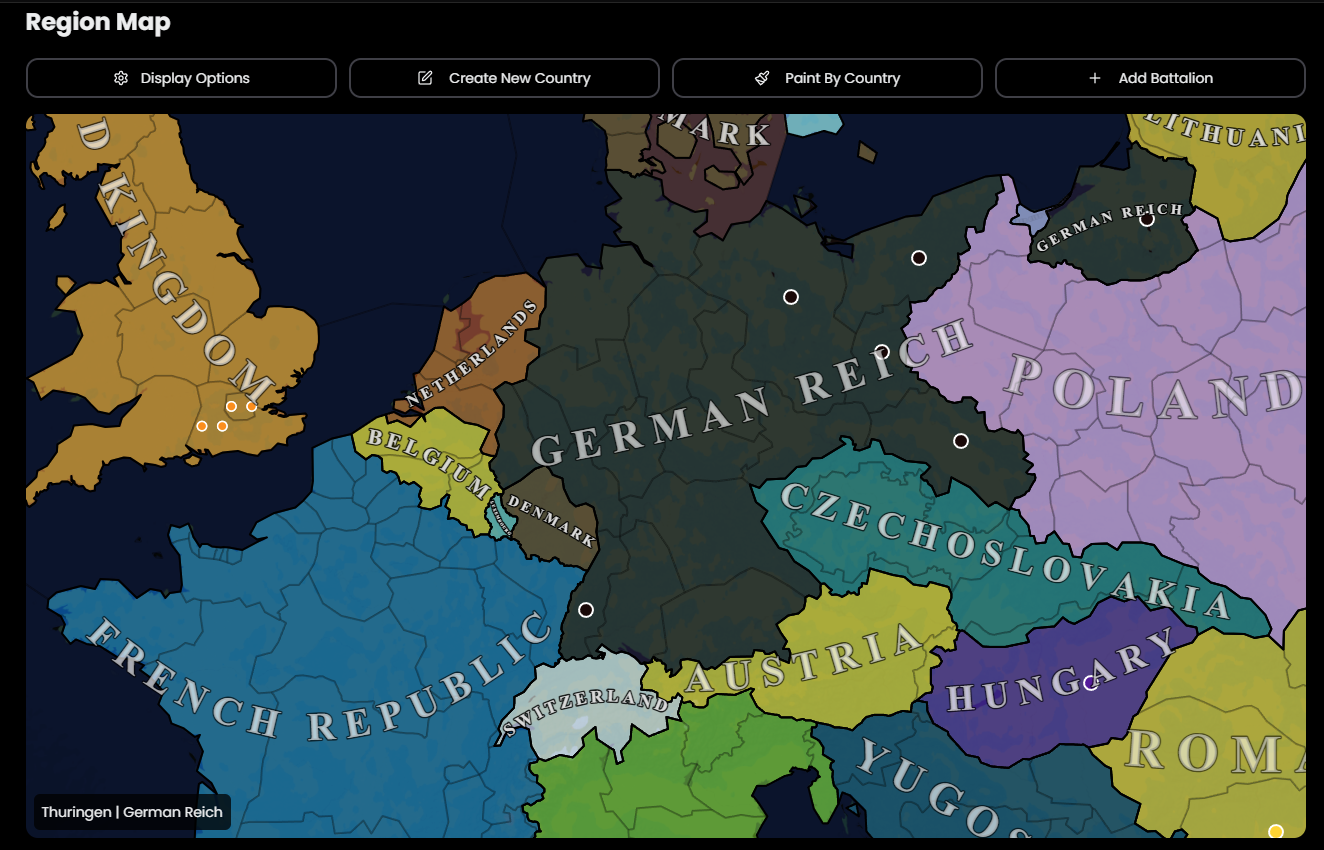 Region Map
Display Options
Create New Country
Paint By Country
Add Battalion
D KINGDOM
MARK
LITHUANI
GERMAN REICH
NETHERLANDS
GERMAN REICH
POLAND
BELGIUM
DENMARK
CZECHOSLOVAKIA
FRENCH REPUBLIC
AUSTRIA
HUNGARY
SWITZERLAND
ROMA
YUGOS
Thuringen | German Reich